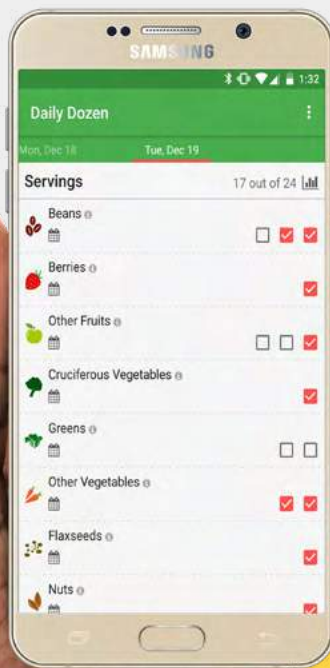 SAMSUNG
1:32
Daily Dozen
Mon, Dec 18
Tue, Dec 19
Servings
17 out of 24
Beans
Berries
Other Fruits
Cruciferous Vegetables
Greens
Other Vegetables
Flaxseeds
Nuts